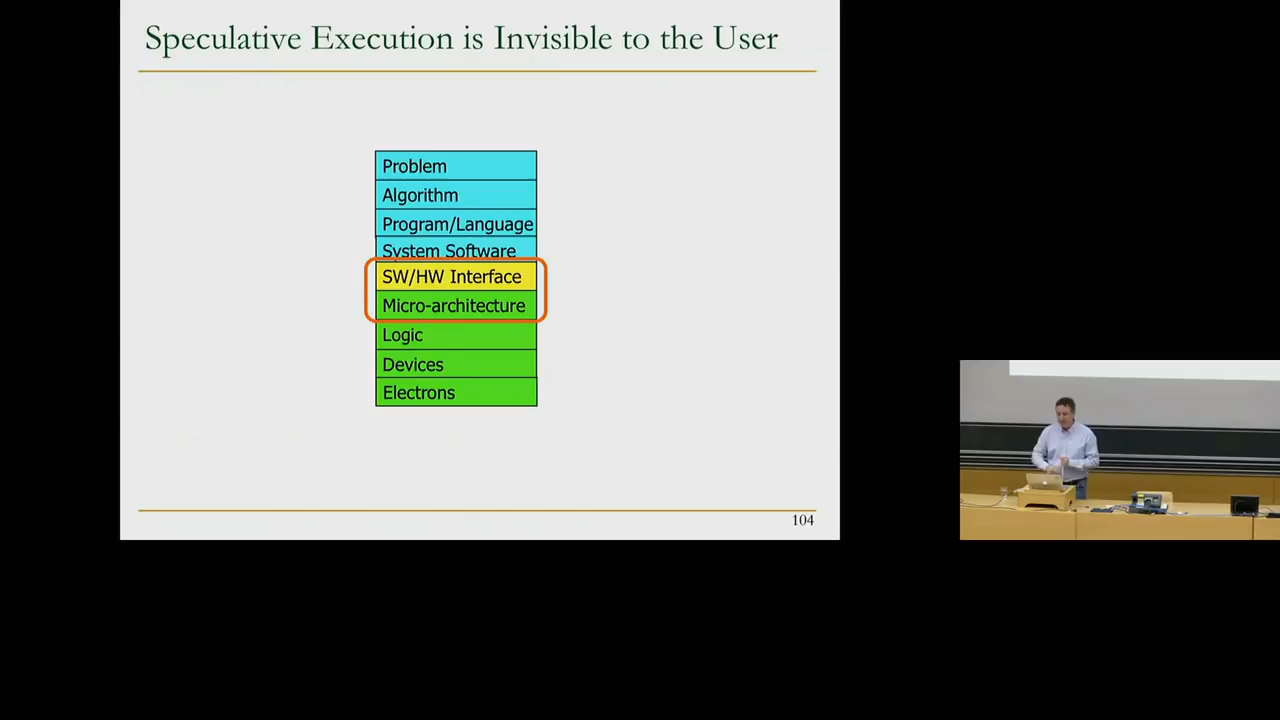 Speculative Execution is Invisible to the User
Problem
Algorithm
Program/Language
System Software
SW/HW Interface
Micro-architecture
Logic
Devices
Electrons
104